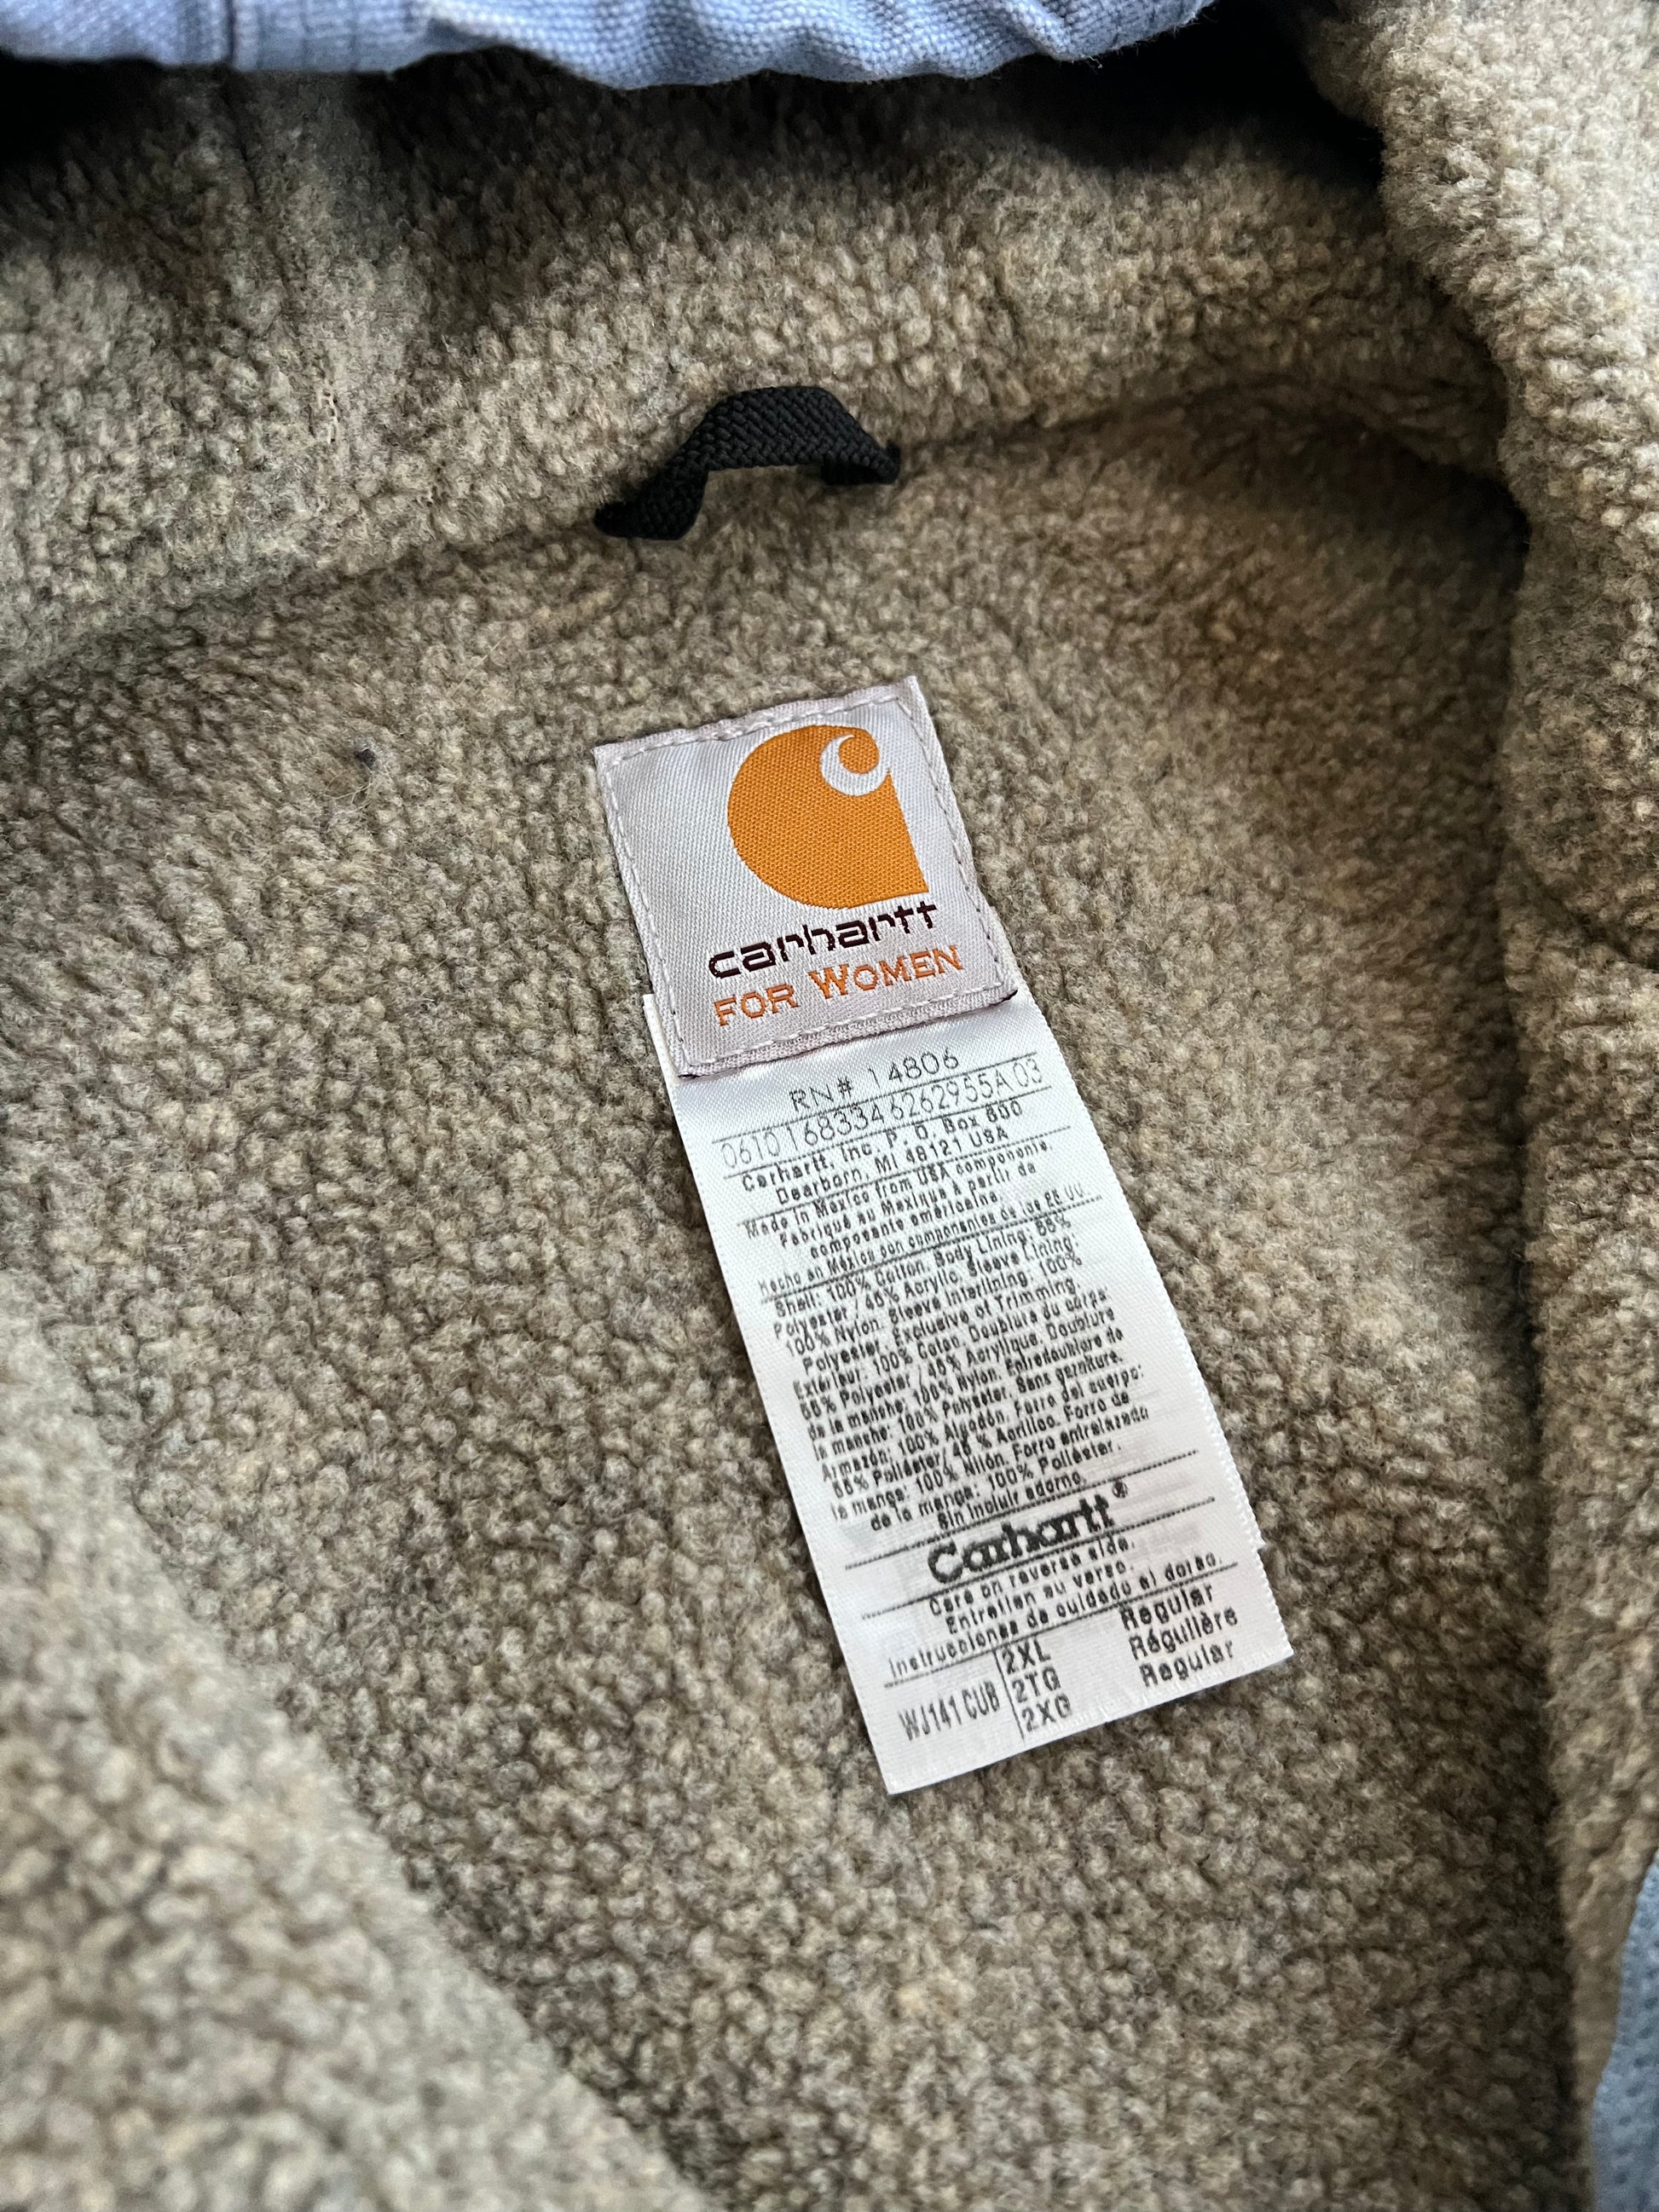 carhartt
FOR WOMEN
RN# 14806
06101683346262955A 03
Carhartt, Inc. P. O. Box 600
Dearborn, MI 48121 USA
Made in Mexico from USA components.
Fabriqué au Mexique à partir de
composants américains.
Hecho en México con componentes de los EE UU.
Shell: 100% Cotton. Body Lining: 55%
Polyester / 45% Acrylic. Sleeve Lining:
100% Nylon. Sleeve Interlining: 100%
Polyester. Exclusive of Trimming.
Extérieur: 100% Coton. Doublure du corps
55% Polyester / 45% Acrylique. Doublure
de la manche: 100% Nylon. Entredoublure de
la manche: 100% Polyester. Sans garniture.
Armazón: 100% Algodón. Forro del cuerpo:
55% Poliéster/ 45 % Acrílico. Forro de
la manga: 100% Nilón. Forro entrelazado
de la manga: 100% Poliéster.
Sin incluir adorno.
Carhartt®
Care on reverse side.
Entretien au verso.
Instrucciones de cuidado al dorso.
WJ141 CUB
2XL Regular
2TG Régulière
2XG Regular